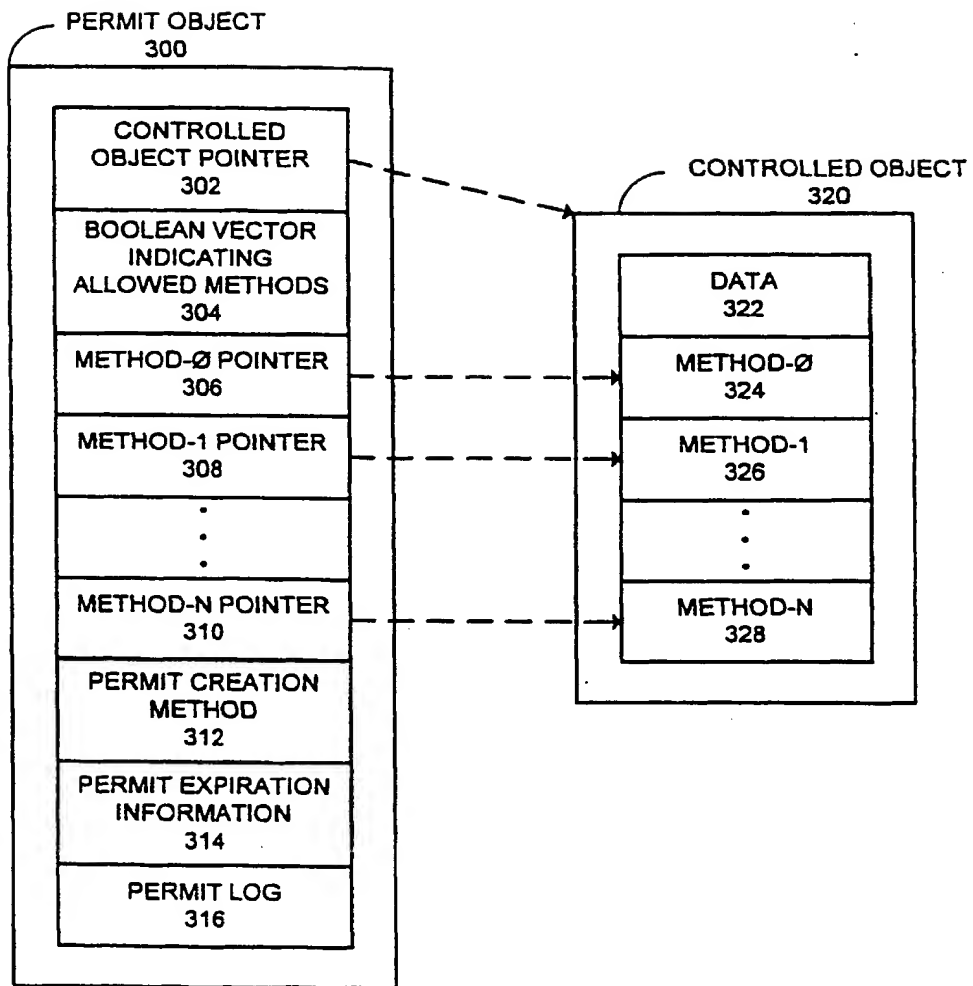 PERMIT OBJECT
300
CONTROLLED
OBJECT POINTER
302
BOOLEAN VECTOR
INDICATING
ALLOWED METHODS
304
METHOD-Ø POINTER
306
METHOD-1 POINTER
308
METHOD-N POINTER
310
PERMIT CREATION
METHOD
312
PERMIT EXPIRATION
INFORMATION
314
PERMIT LOG
316
CONTROLLED OBJECT
320
DATA
322
METHOD-Ø
324
METHOD-1
326
METHOD-N
328